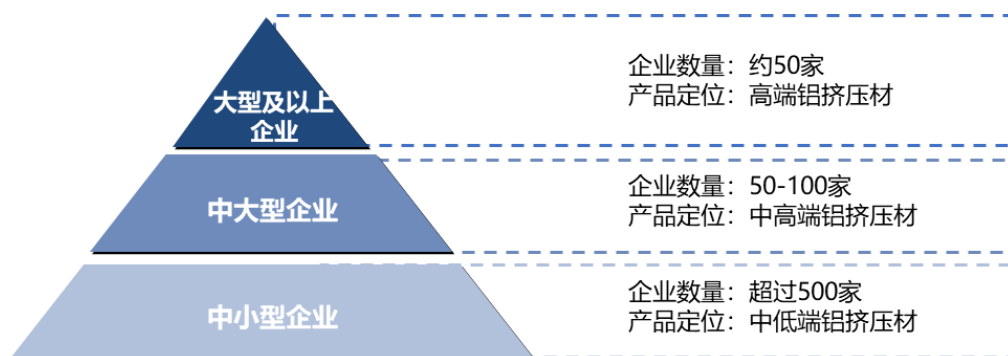 大型及以上
企业
企业数量：约50家
产品定位：高端铝挤压材
中大型企业
企业数量：50-100家
产品定位：中高端铝挤压材
中小型企业
企业数量：超过500家
产品定位：中低端铝挤压材